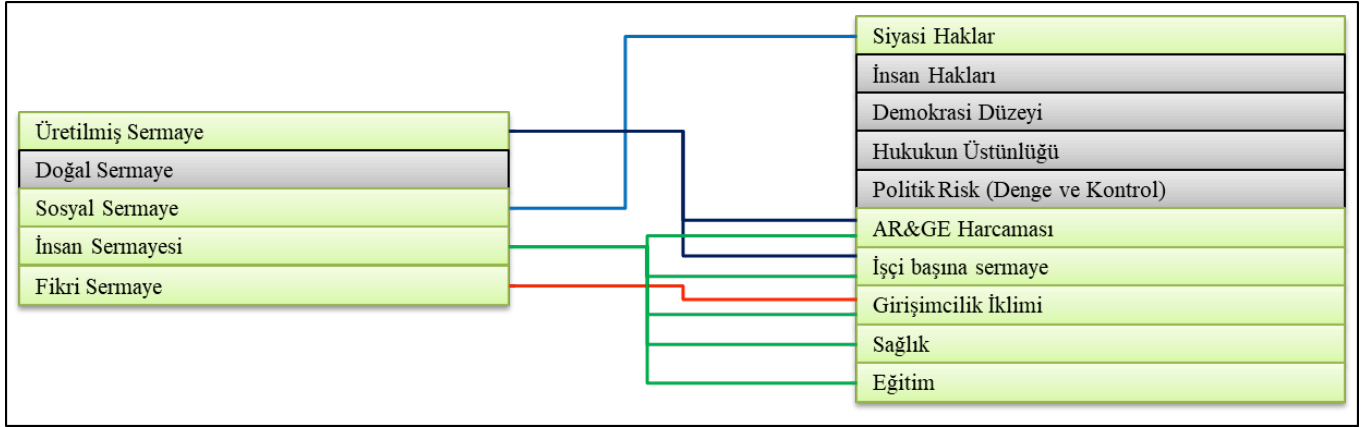 Üretilmiş Sermaye
Doğal Sermaye
Sosyal Sermaye
İnsan Sermayesi
Fikri Sermaye
Siyasi Haklar
İnsan Hakları
Demokrasi Düzeyi
Hukukun Üstünlüğü
Politik Risk (Denge ve Kontrol)
AR&GE Harcaması
İşçi başına sermaye
Girişimcilik İklimi
Sağlık
Eğitim